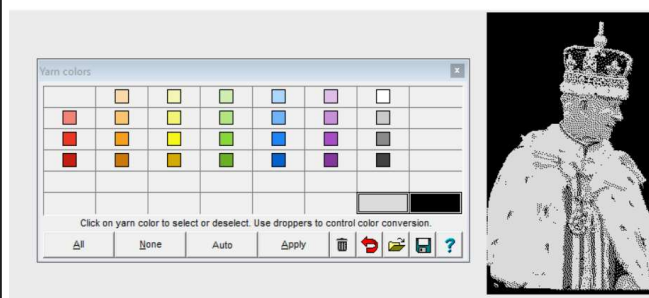 Yarn colors
x
Click on yarn color to select or deselect. Use droppers to control color conversion.
All None Auto Apply ?